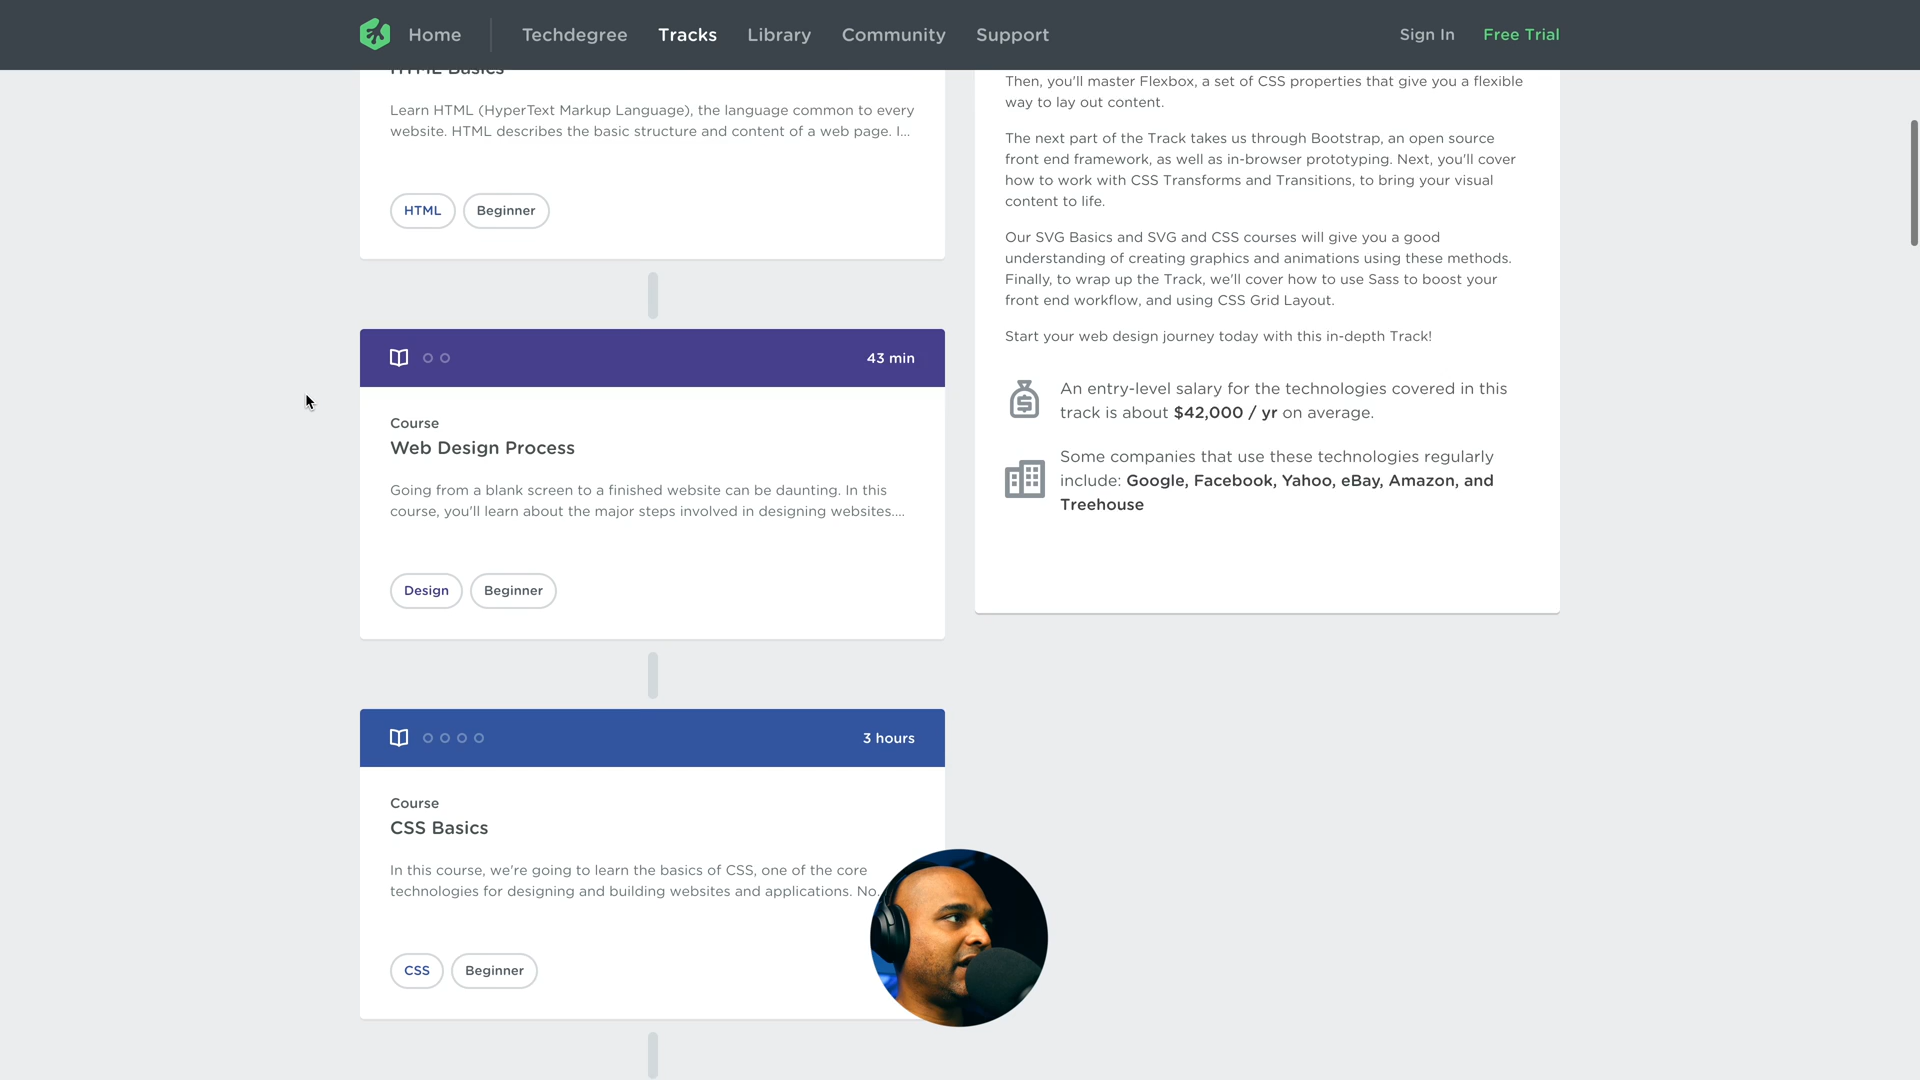 Home
Techdegree
Tracks
Library
Community
Support
Sign In
Free Trial
HTML Basics
Learn HTML (HyperText Markup Language), the language common to every
website. HTML describes the basic structure and content of a web page. I...
HTML
Beginner
43 min
Course
Web Design Process
Going from a blank screen to a finished website can be daunting. In this
course, you'll learn about the major steps involved in designing websites....
Design
Beginner
3 hours
Course
CSS Basics
In this course, we're going to learn the basics of CSS, one of the core
technologies for designing and building websites and applications. No.
CSS
Beginner
Then, you'll master Flexbox, a set of CSS properties that give you a flexible
way to lay out content.
The next part of the Track takes us through Bootstrap, an open source
front end framework, as well as in-browser prototyping. Next, you'll cover
how to work with CSS Transforms and Transitions, to bring your visual
content to life.
Our SVG Basics and SVG and CSS courses will give you a good
understanding of creating graphics and animations using these methods.
Finally, to wrap up the Track, we'll cover how to use Sass to boost your
front end workflow, and using CSS Grid Layout.
Start your web design journey today with this in-depth Track!
An entry-level salary for the technologies covered in this
track is about $42,000 / yr on average.
Some companies that use these technologies regularly
include: Google, Facebook, Yahoo, eBay, Amazon, and
Treehouse